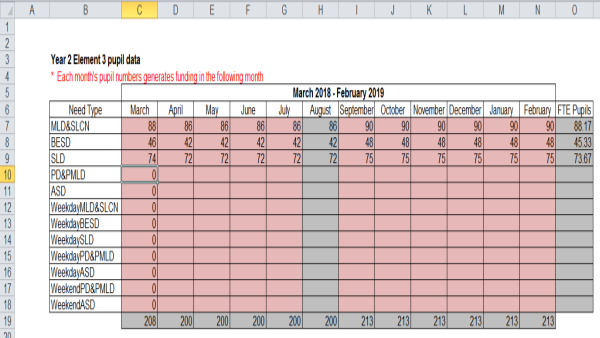 A B C D E F G H I J K L M N O
1
2
3 Year 2 Element 3 pupil data
4 * Each month's pupil numbers generates funding in the following month
5 March 2018 - February 2019
6 Need Type March April May June July August September October November December January February FTE Pupils
7 MLD&SLCN 88 86 86 86 86 86 90 90 90 90 90 90 88.17
8 BESD 46 42 42 42 42 42 48 48 48 48 48 48 45.33
9 SLD 74 72 72 72 72 72 75 75 75 75 75 75 73.67
10 PD&PMLD 0
11 ASD 0
12 WeekdayMLD&SLCN 0
13 WeekdayBESD 0
14 WeekdaySLD 0
15 WeekdayPD&PMLD 0
16 WeekdayASD 0
17 WeekendPD&PMLD 0
18 WeekendASD 0
19 208 200 200 200 200 200 213 213 213 213 213 213
20